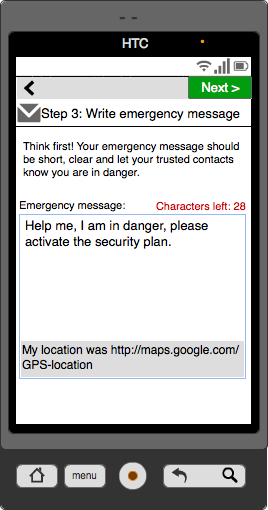 HTC
Next >
Step 3: Write emergency message
Think first! Your emergency message should
be short, clear and let your trusted contacts
know you are in danger.
Emergency message: Characters left: 28
Help me, I am in danger, please
activate the security plan.
My location was http://maps.google.com/
GPS-location
menu